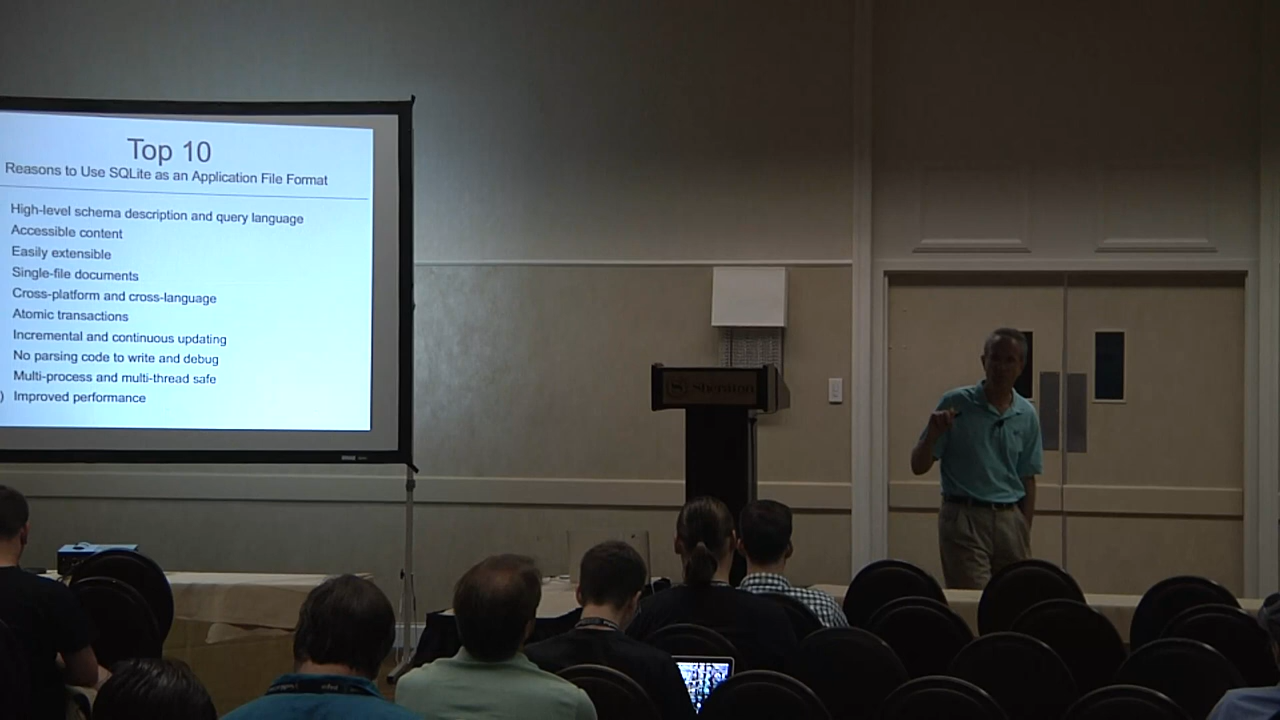 Top 10
Reasons to Use SQLite as an Application File Format
High-level schema description and query language
Accessible content
Easily extensible
Single-file documents
Cross-platform and cross-language
Atomic transactions
Incremental and continuous updating
No parsing code to write and debug
Multi-process and multi-thread safe
) Improved performance
Sheraton